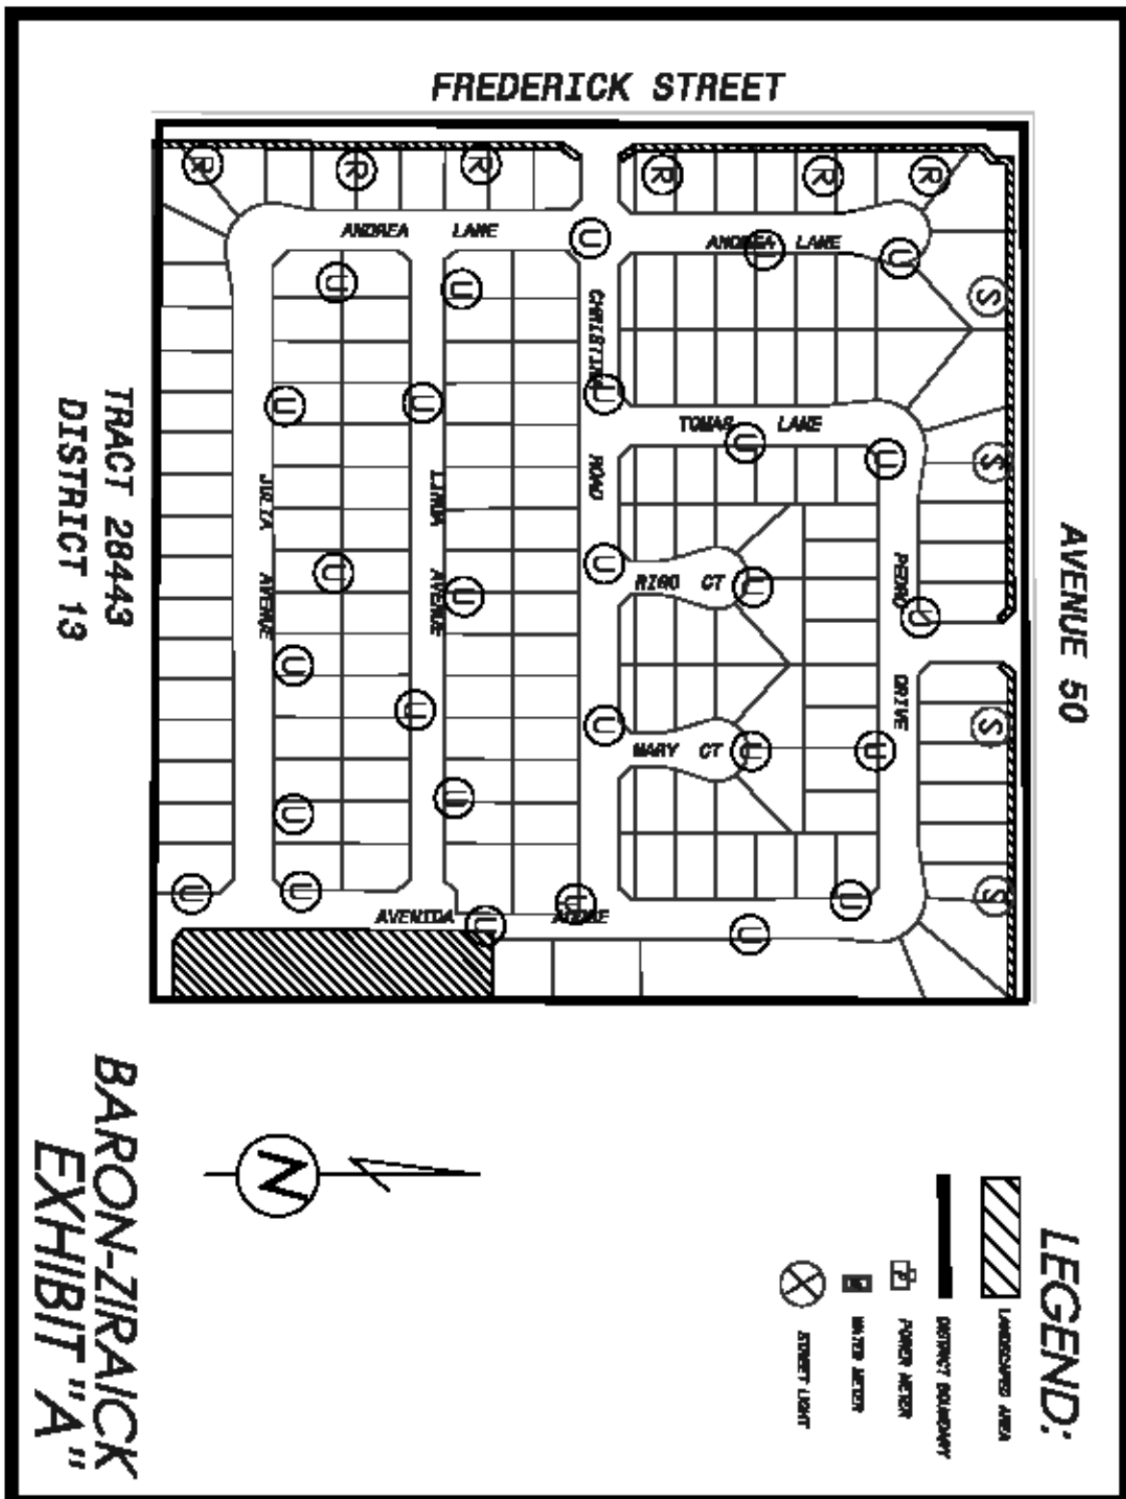 FREDERICK STREET
R
R
R
R
R
R
ANDREA LANE
ANDREA LANE
U
U
U
U
U
S
CHRISTINA ROAD
U
U
U
TOMAS LANE
U
U
S
JULIA AVENUE
LINDA AVENUE
U
RIGO CT
U
U
U
PEDRO DRIVE
U
U
U
U
MARY CT
U
U
S
U
U
U
U
AVENIDA ADOBE
U
U
U
U
U
S
AVENUE 50
TRACT 28443
DISTRICT 13
N
LEGEND:
LANDSCAPED AREA
DISTRICT BOUNDARY
P
POWER METER
WATER METER
STREET LIGHT
BARON-ZIRAICK
EXHIBIT "A"